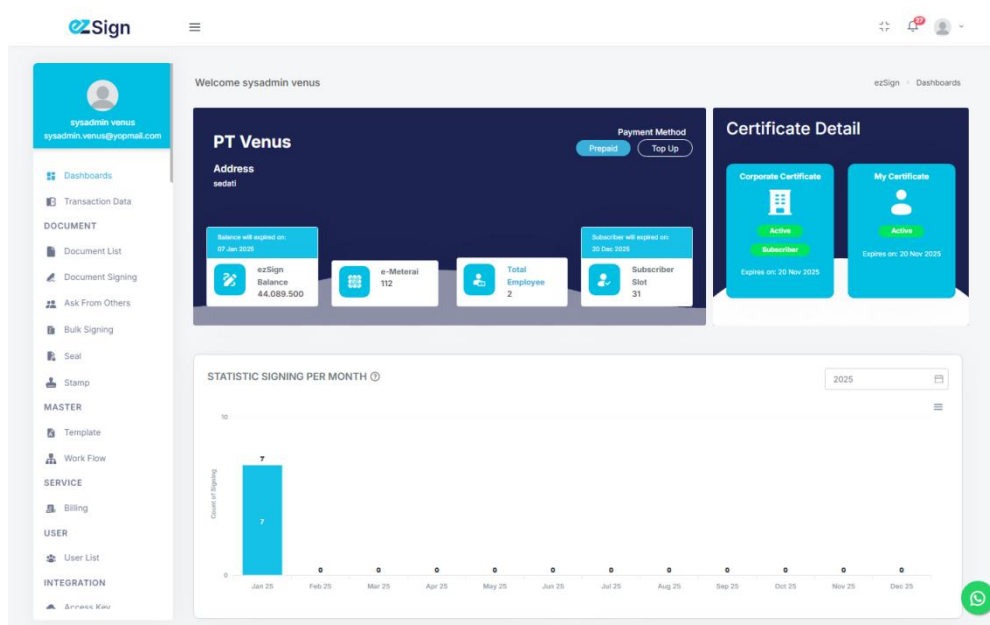 ezSign
37
sysadmin venus
sysadmin.venus@yopmail.com
Dashboards
Transaction Data
DOCUMENT
Document List
Document Signing
Ask From Others
Bulk Signing
Seal
Stamp
MASTER
Template
Work Flow
SERVICE
Billing
USER
User List
INTEGRATION
Access Key
Welcome sysadmin venus
ezSign
Dashboards
PT Venus
Address
sedati
Payment Method
Prepaid
Top Up
Balance will expired on:
07 Jan 2025
ezSign
Balance
44.089.500
e-Meterai
112
Total
Employee
2
Subscriber will expired on:
20 Dec 2025
Subscriber
Slot
31
Certificate Detail
Corporate Certificate
Active
Subscriber
Expires on: 20 Nov 2025
My Certificate
Active
Expires on: 20 Nov 2025
STATISTIC SIGNING PER MONTH
2025
Count of Signing
10
0
7
7
0
0
0
0
0
0
0
0
0
0
0
Jan 25
Feb 25
Mar 25
Apr 25
May 25
Jun 25
Jul 25
Aug 25
Sep 25
Oct 25
Nov 25
Dec 25